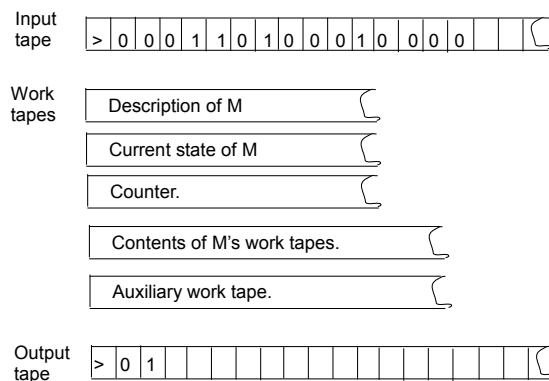 Input
tape
> 0 0 0 1 1 0 1 0 0 0 1 0 0 0 0
Work
tapes
Description of M
Current state of M
Counter.
Contents of M's work tapes.
Auxiliary work tape.
Output
tape
> 0 1